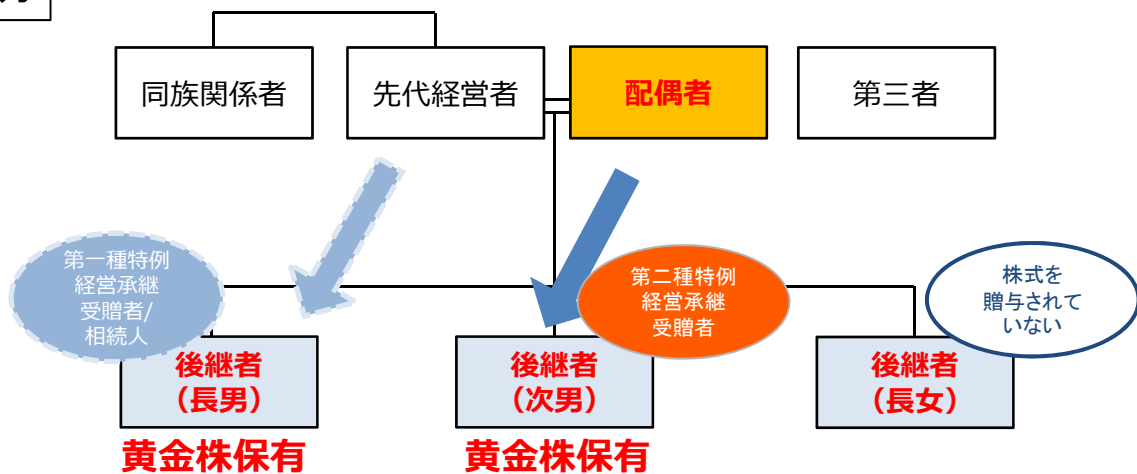 同族関係者
先代経営者
配偶者
第三者
第一種特例
経営承継
受贈者/
相続人
第二種特例
経営承継
受贈者
株式を
贈与されて
いない
後継者
（長男）
後継者
（次男）
後継者
（長女）
黄金株保有
黄金株保有